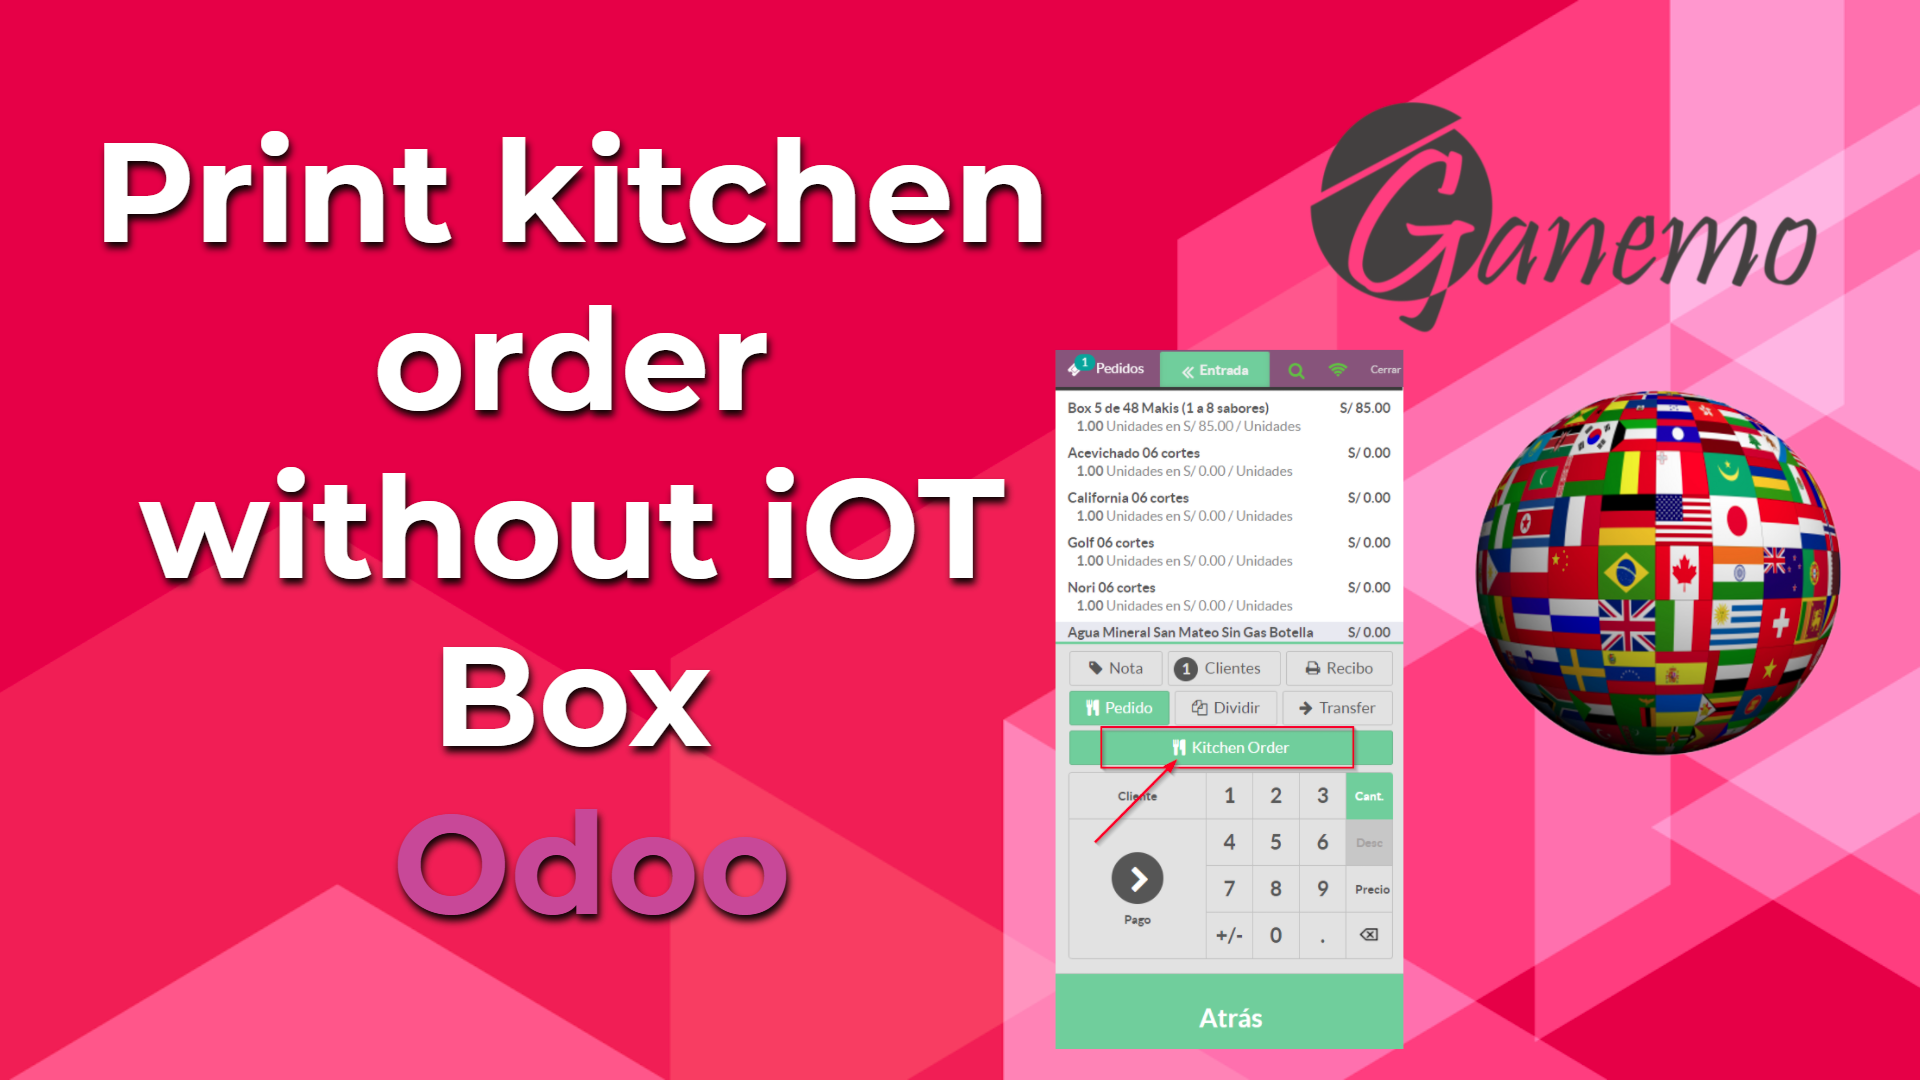 Print kitchen
order
without iOT
Box
Odoo
Ganemo
1 Pedidos Entrada Cerrar
Box 5 de 48 Makis (1 a 8 sabores) S/ 85.00
1.00 Unidades en S/ 85.00 / Unidades
Acevichado 06 cortes S/ 0.00
1.00 Unidades en S/ 0.00 / Unidades
California 06 cortes S/ 0.00
1.00 Unidades en S/ 0.00 / Unidades
Golf 06 cortes S/ 0.00
1.00 Unidades en S/ 0.00 / Unidades
Nori 06 cortes S/ 0.00
1.00 Unidades en S/ 0.00 / Unidades
Agua Mineral San Mateo Sin Gas Botella S/ 0.00
Nota 1 Clientes Recibo
Pedido Dividir Transfer
Kitchen Order
Cliente 1 2 3 Cant.
4 5 6 Desc
7 8 9 Precio
Pago
+/- 0 .
Atrás